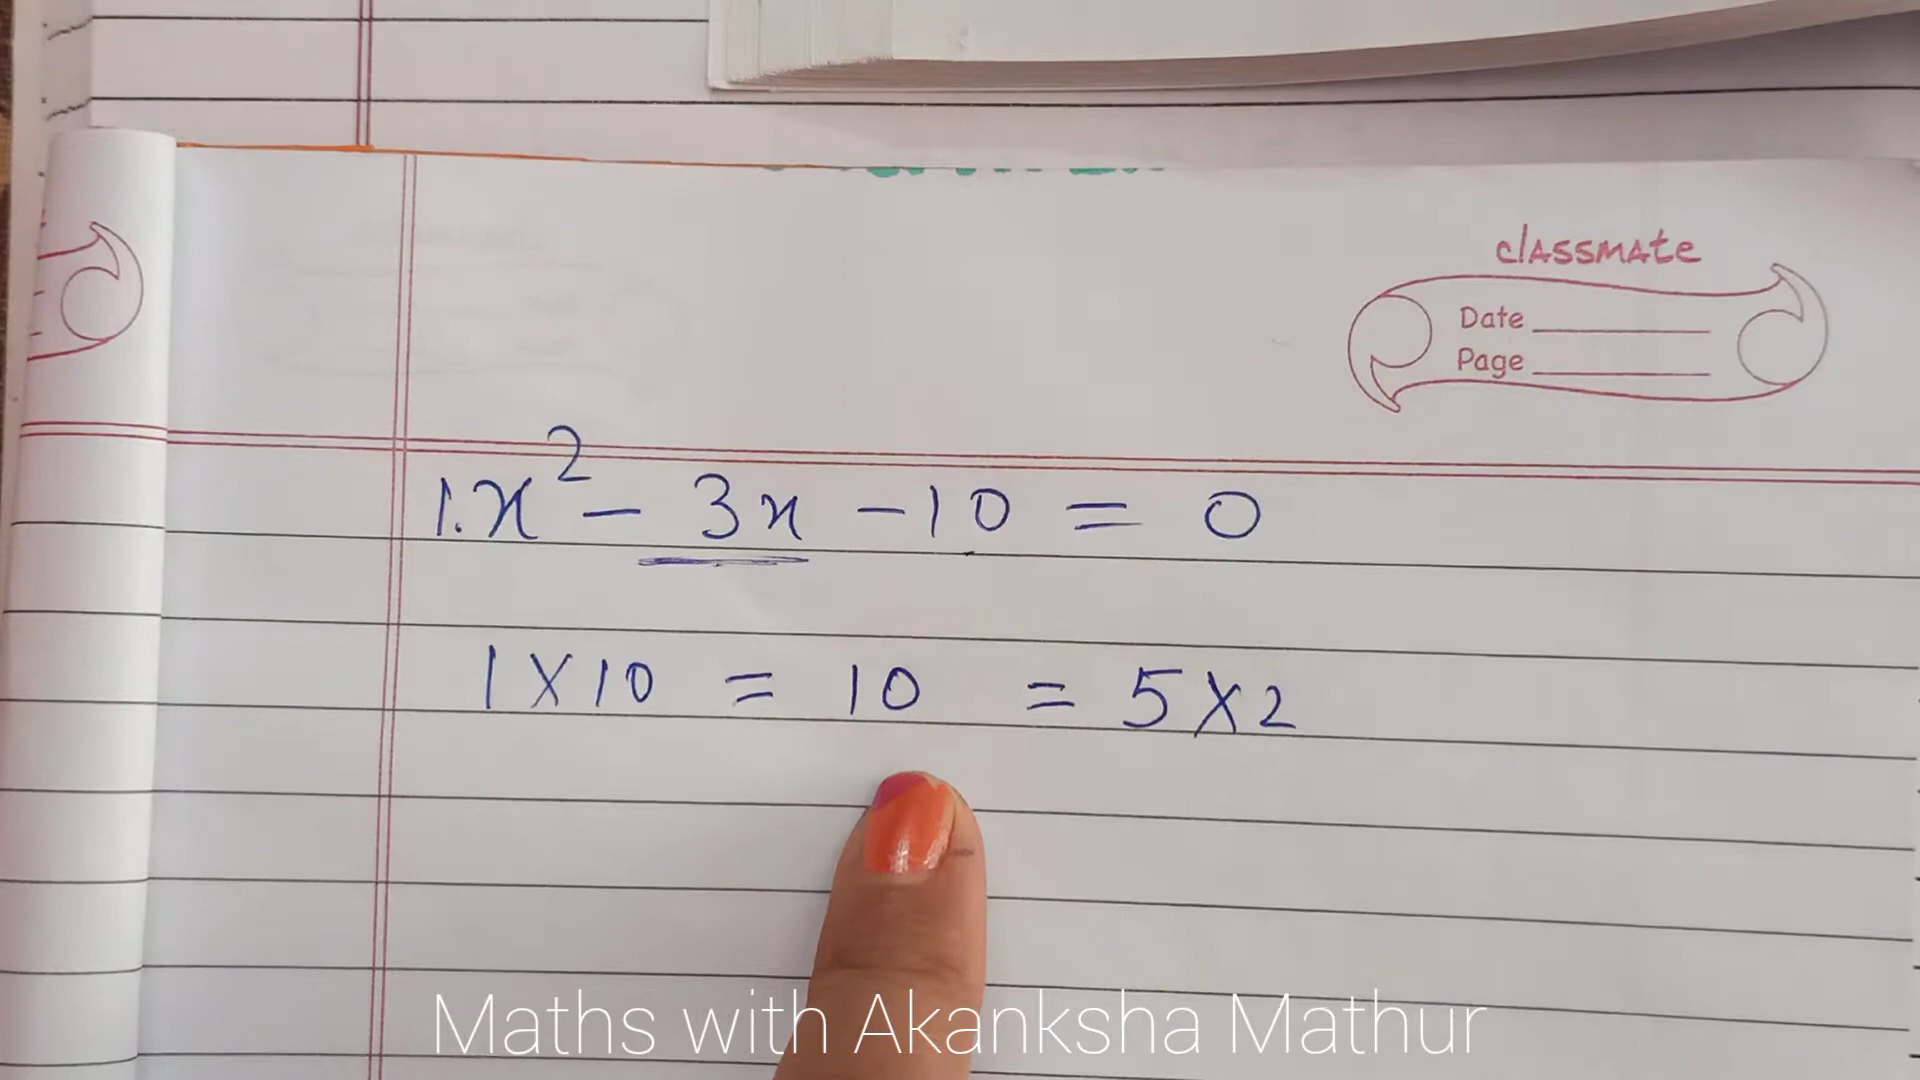 classmate
Date
Page
1.x² - 3x - 10 = 0
1 X 10 = 10 = 5 X 2
Maths with Akanksha Mathur